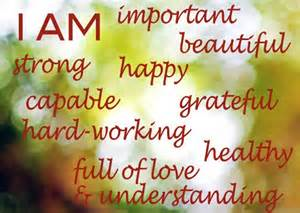 I AM important
beautiful
strong happy
capable grateful
hard-working
healthy
full of love
& understanding